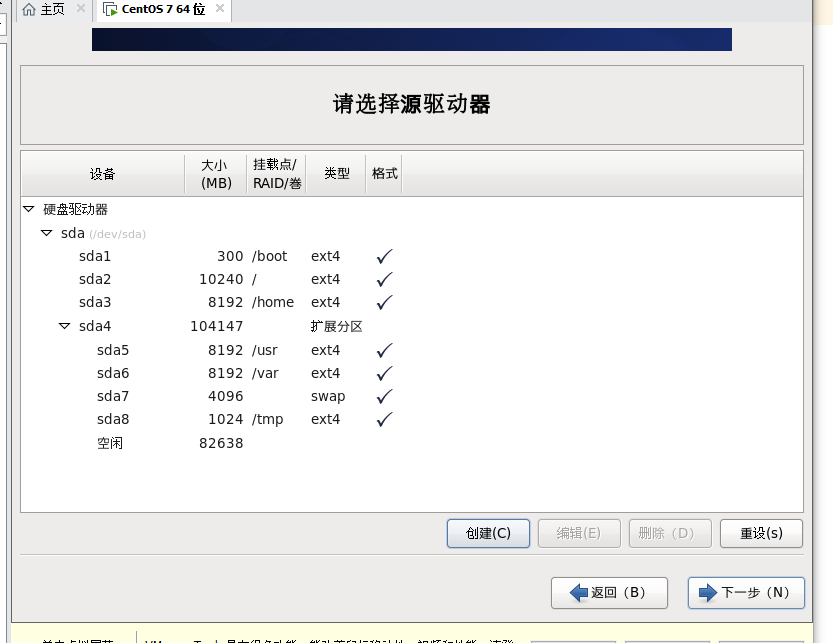 主页 × CentOS 7 64 位 ×
请选择源驱动器
设备 大小 (MB) 挂载点/ RAID/卷 类型 格式
硬盘驱动器
sda (/dev/sda)
sda1 300 /boot ext4 ✓
sda2 10240 / ext4 ✓
sda3 8192 /home ext4 ✓
sda4 104147 扩展分区
sda5 8192 /usr ext4 ✓
sda6 8192 /var ext4 ✓
sda7 4096 swap ✓
sda8 1024 /tmp ext4 ✓
空闲 82638
创建(C) 编辑(E) 删除（D） 重设(s)
返回（B） 下一步（N）